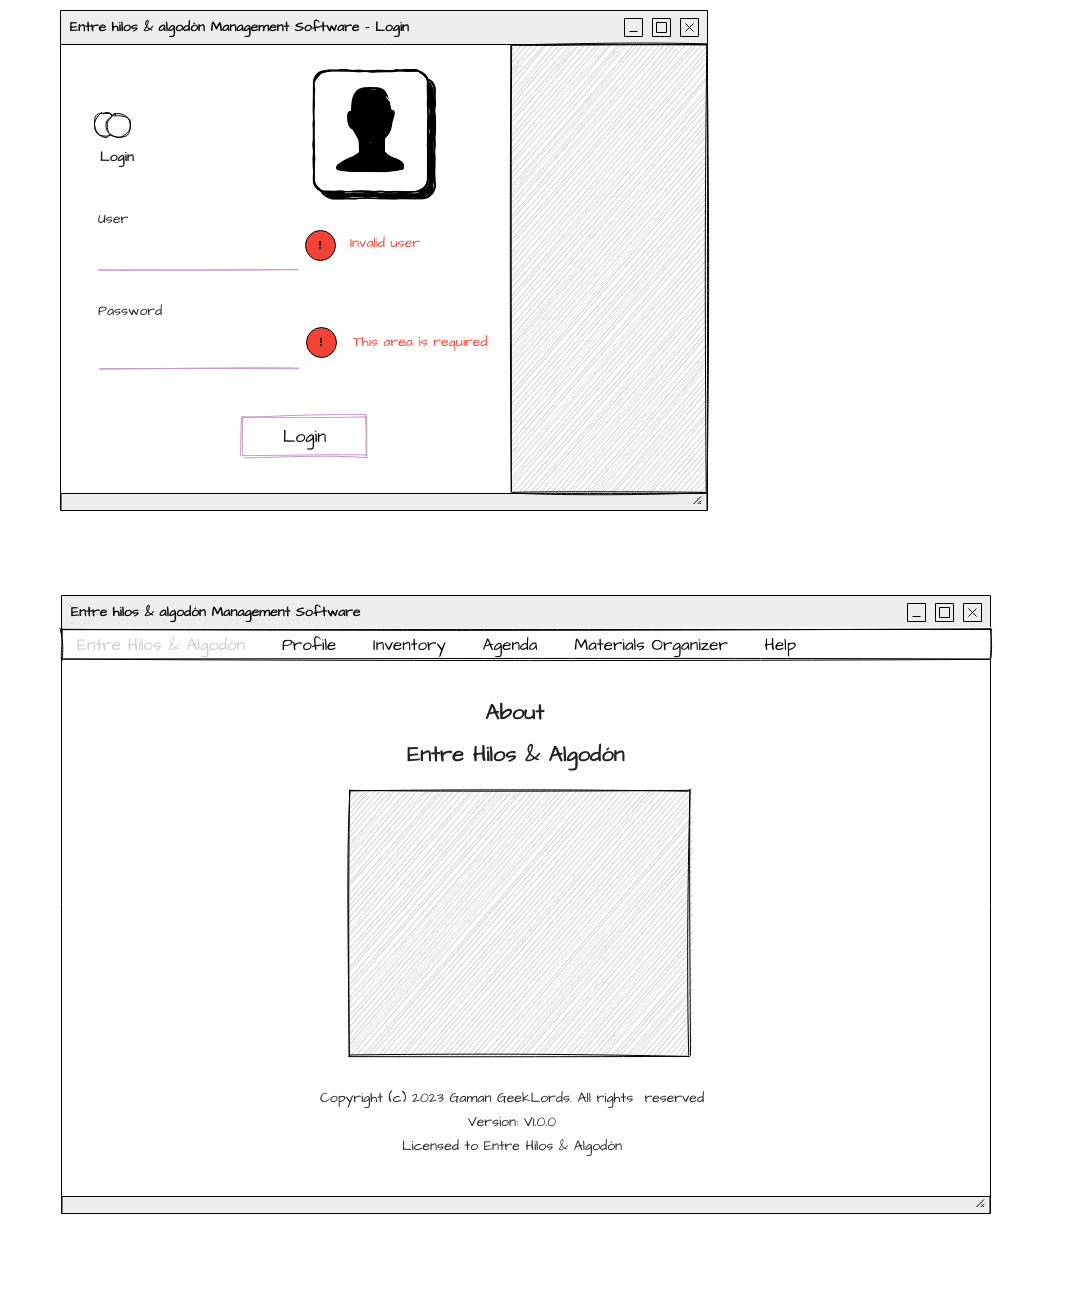 Entre hilos & algodón Management Software - Login
Login
User
! Invalid user
Password
! This area is required
Login
Entre hilos & algodón Management Software
Entre Hilos & Algodón Profile Inventory Agenda Materials Organizer Help
About
Entre Hilos & Algodón
Copyright (c) 2023 Gaman GeekLords. All rights reserved
Version: V1.0.0
Licensed to Entre Hilos & Algodón